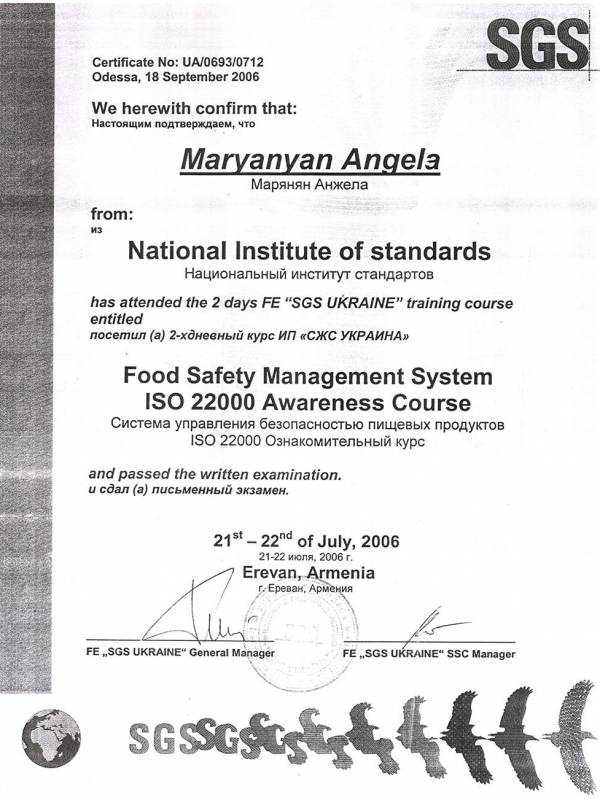 SGS
Certificate No: UA/0693/0712
Odessa, 18 September 2006
We herewith confirm that:
Настоящим подтверждаем, что
Maryanyan Angela
Марянян Анжела
from:
из
National Institute of standards
Национальный институт стандартов
has attended the 2 days FE “SGS UKRAINE” training course
entitled
посетил (а) 2-хдневный курс ИП «СЖС УКРАИНА»
Food Safety Management System
ISO 22000 Awareness Course
Система управления безопасностью пищевых продуктов
ISO 22000 Ознакомительный курс
and passed the written examination.
и сдал (а) письменный экзамен.
21st – 22nd of July, 2006
21-22 июля, 2006 г.
Erevan, Armenia
г. Ереван, Армения
FE „SGS UKRAINE“ General Manager
FE „SGS UKRAINE“ SSC Manager
SGSSGSSGS